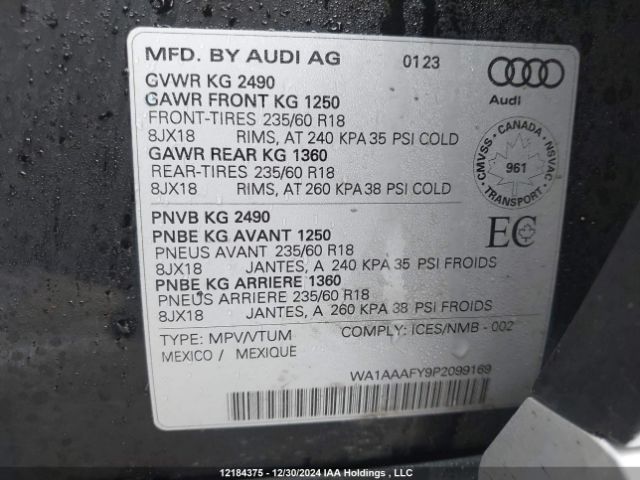 MFD. BY AUDI AG 0123
Audi
GVWR KG 2490
GAWR FRONT KG 1250
FRONT-TIRES 235/60 R18
8JX18 RIMS, AT 240 KPA 35 PSI COLD
GAWR REAR KG 1360
REAR-TIRES 235/60 R18
8JX18 RIMS, AT 260 KPA 38 PSI COLD
CMVSS - CANADA - NSVAC
961
TRANSPORT
PNVB KG 2490
PNBE KG AVANT 1250
PNEUS AVANT 235/60 R18
8JX18 JANTES, A 240 KPA 35 PSI FROIDS
PNBE KG ARRIERE 1360
PNEUS ARRIERE 235/60 R18
8JX18 JANTES, A 260 KPA 38 PSI FROIDS
EC
TYPE: MPV/VTUM COMPLY: ICES/NMB - 002
MEXICO / MEXIQUE
WA1AAAFY9P2099169
12184375 - 12/30/2024 IAA Holdings , LLC